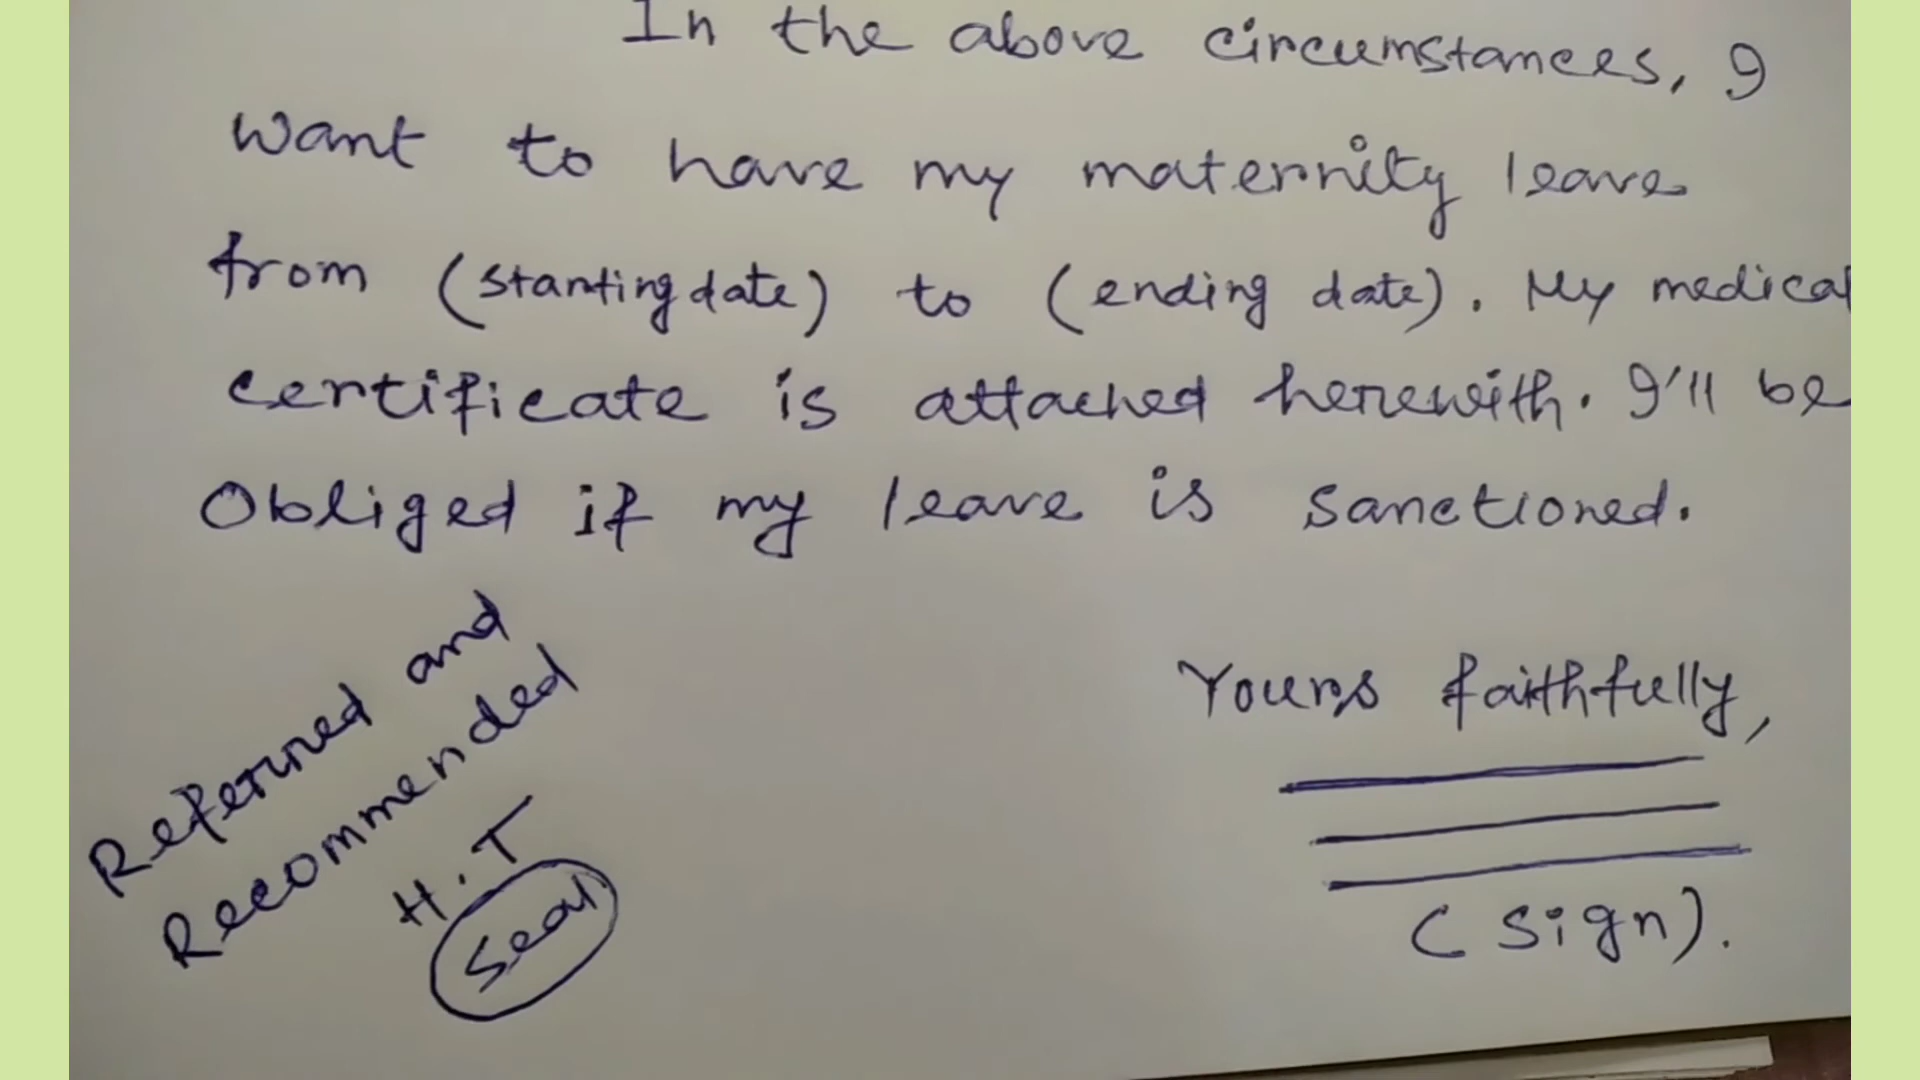 In the above circumstances, I
want to have my maternity leave
from (starting date) to (ending date). My medical
certificate is attached herewith. I'll be
Obliged if my leave is sanctioned.
Yours faithfully,
(Sign).
Referred and
Recommended
H.T
Seal